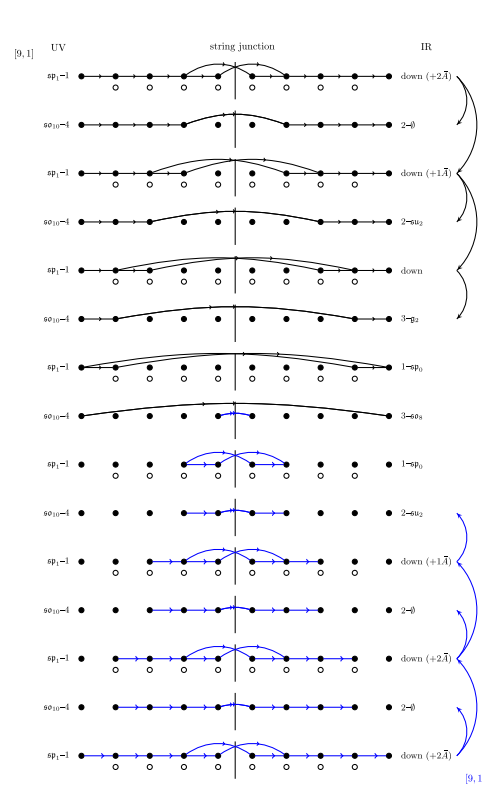 UV string junction IR
[9, 1]
𝔰𝔭₁–1 down (+2Ā)
𝔰𝔬₁₀–4 2–∅
𝔰𝔭₁–1 down (+1Ā)
𝔰𝔬₁₀–4 2–𝔰𝔲₂
𝔰𝔭₁–1 down
𝔰𝔬₁₀–4 3–𝔤₂
𝔰𝔭₁–1 1–𝔰𝔭₀
𝔰𝔬₁₀–4 3–𝔰𝔬₈
𝔰𝔭₁–1 1–𝔰𝔭₀
𝔰𝔬₁₀–4 2–𝔰𝔲₂
𝔰𝔭₁–1 down (+1Ā)
𝔰𝔬₁₀–4 2–∅
𝔰𝔭₁–1 down (+2Ā)
𝔰𝔬₁₀–4 2–∅
𝔰𝔭₁–1 down (+2Ā)
[9, 1